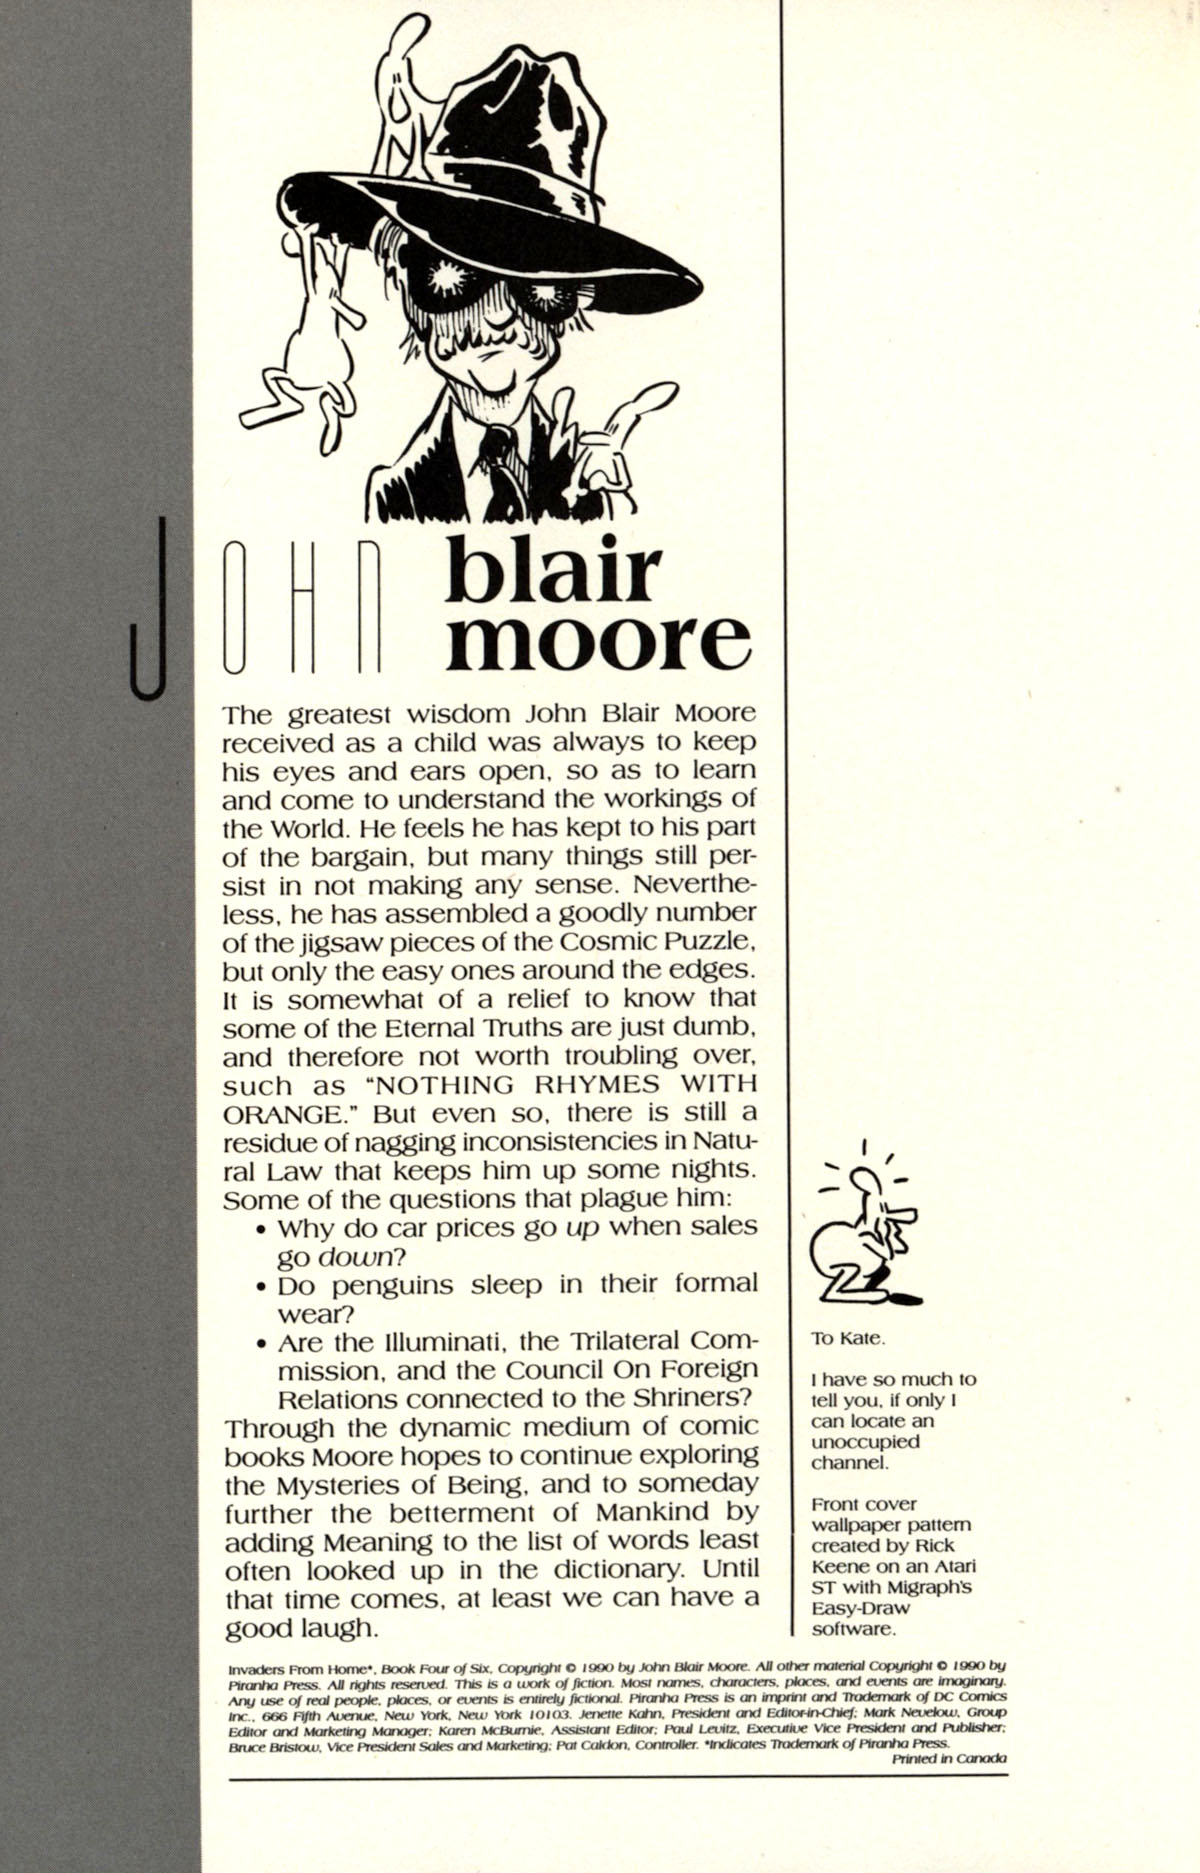 JOHN blair
moore
The greatest wisdom John Blair Moore
received as a child was always to keep
his eyes and ears open, so as to learn
and come to understand the workings of
the World. He feels he has kept to his part
of the bargain, but many things still per-
sist in not making any sense. Neverthe-
less, he has assembled a goodly number
of the jigsaw pieces of the Cosmic Puzzle,
but only the easy ones around the edges.
It is somewhat of a relief to know that
some of the Eternal Truths are just dumb,
and therefore not worth troubling over,
such as “NOTHING RHYMES WITH
ORANGE.” But even so, there is still a
residue of nagging inconsistencies in Natu-
ral Law that keeps him up some nights.
Some of the questions that plague him:
• Why do car prices go up when sales
go down?
• Do penguins sleep in their formal
wear?
• Are the Illuminati, the Trilateral Com-
mission, and the Council On Foreign
Relations connected to the Shriners?
Through the dynamic medium of comic
books Moore hopes to continue exploring
the Mysteries of Being, and to someday
further the betterment of Mankind by
adding Meaning to the list of words least
often looked up in the dictionary. Until
that time comes, at least we can have a
good laugh.
To Kate.
I have so much to
tell you, if only I
can locate an
unoccupied
channel.
Front cover
wallpaper pattern
created by Rick
Keene on an Atari
ST with Migraph's
Easy-Draw
software.
Invaders From Home*, Book Four of Six, Copyright © 1990 by John Blair Moore. All other material Copyright © 1990 by
Piranha Press. All rights reserved. This is a work of fiction. Most names, characters, places, and events are imaginary.
Any use of real people, places, or events is entirely fictional. Piranha Press is an imprint and Trademark of DC Comics
Inc., 666 Fifth Avenue, New York, New York 10103. Jenette Kahn, President and Editor-in-Chief; Mark Nevelow, Group
Editor and Marketing Manager; Karen McBurnie, Assistant Editor; Paul Levitz, Executive Vice President and Publisher;
Bruce Bristow, Vice President Sales and Marketing; Pat Caldon, Controller. *Indicates Trademark of Piranha Press.
Printed in Canada